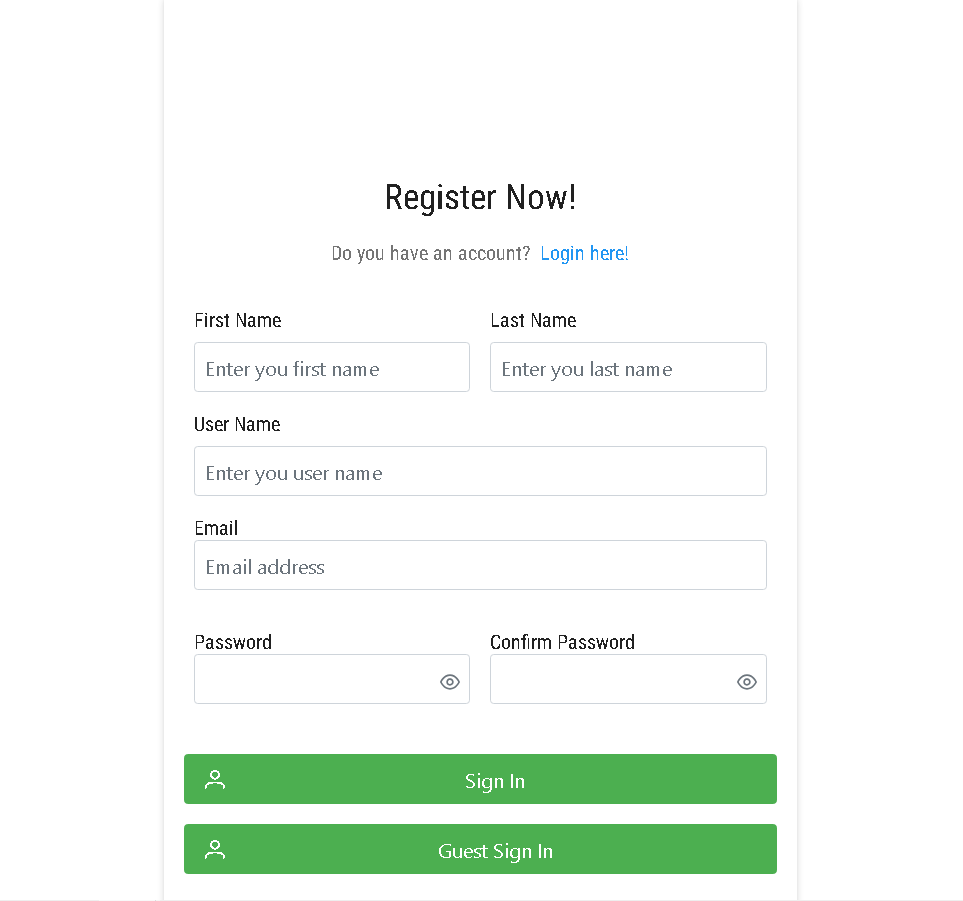 Register Now!
Do you have an account? Login here!
First Name
Last Name
Enter you first name
Enter you last name
User Name
Enter you user name
Email
Email address
Password
Confirm Password
Sign In
Guest Sign In